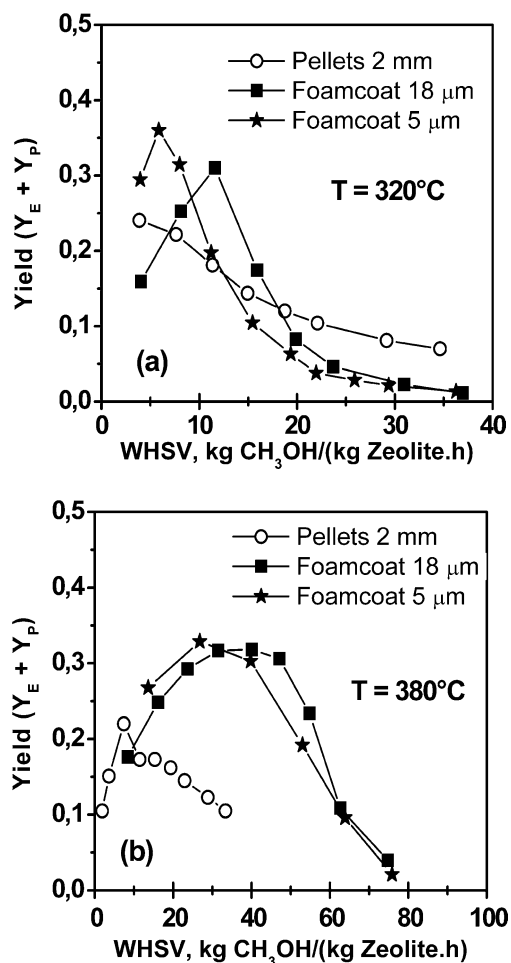 0,5
Pellets 2 mm
Foamcoat 18 μm
Foamcoat 5 μm
0,4
0,3
T = 320°C
0,2
0,1
(a)
0,0
0 10 20 30 40
Yield (Y_E + Y_P)
WHSV, kg CH₃OH/(kg Zeolite.h)
0,5
Pellets 2 mm
Foamcoat 18 μm
Foamcoat 5 μm
0,4
0,3
T = 380°C
0,2
0,1
(b)
0,0
0 20 40 60 80 100
Yield (Y_E + Y_P)
WHSV, kg CH₃OH/(kg Zeolite.h)